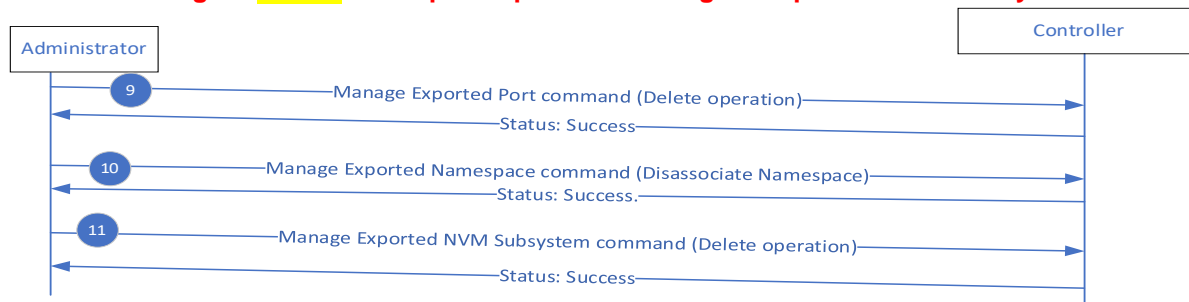 Controller
Administrator
9
Manage Exported Port command (Delete operation)
Status: Success
10
Manage Exported Namespace command (Disassociate Namespace)
Status: Success.
11
Manage Exported NVM Subsystem command (Delete operation)
Status: Success